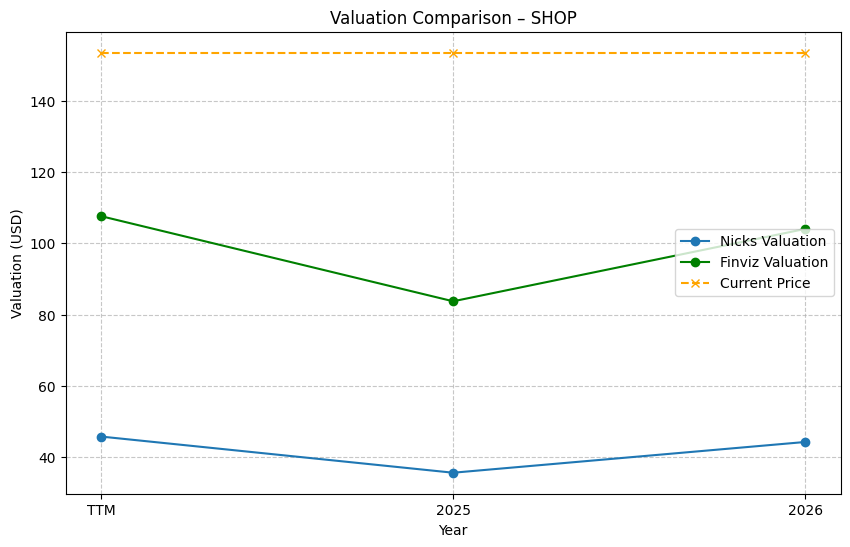 Valuation Comparison – SHOP
Valuation (USD)
140
120
100
80
60
40
Nicks Valuation
Finviz Valuation
Current Price
TTM
2025
2026
Year